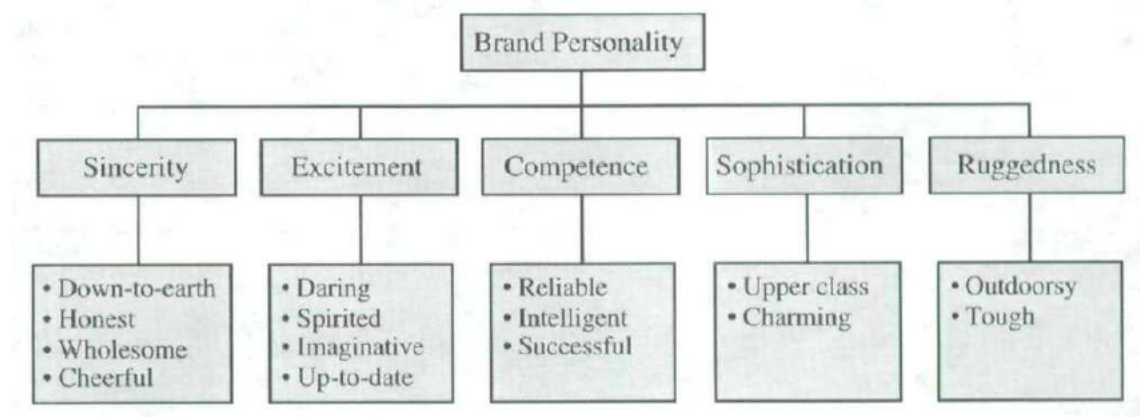 Brand Personality
Sincerity
Excitement
Competence
Sophistication
Ruggedness
• Down-to-earth
• Honest
• Wholesome
• Cheerful
• Daring
• Spirited
• Imaginative
• Up-to-date
• Reliable
• Intelligent
• Successful
• Upper class
• Charming
• Outdoorsy
• Tough